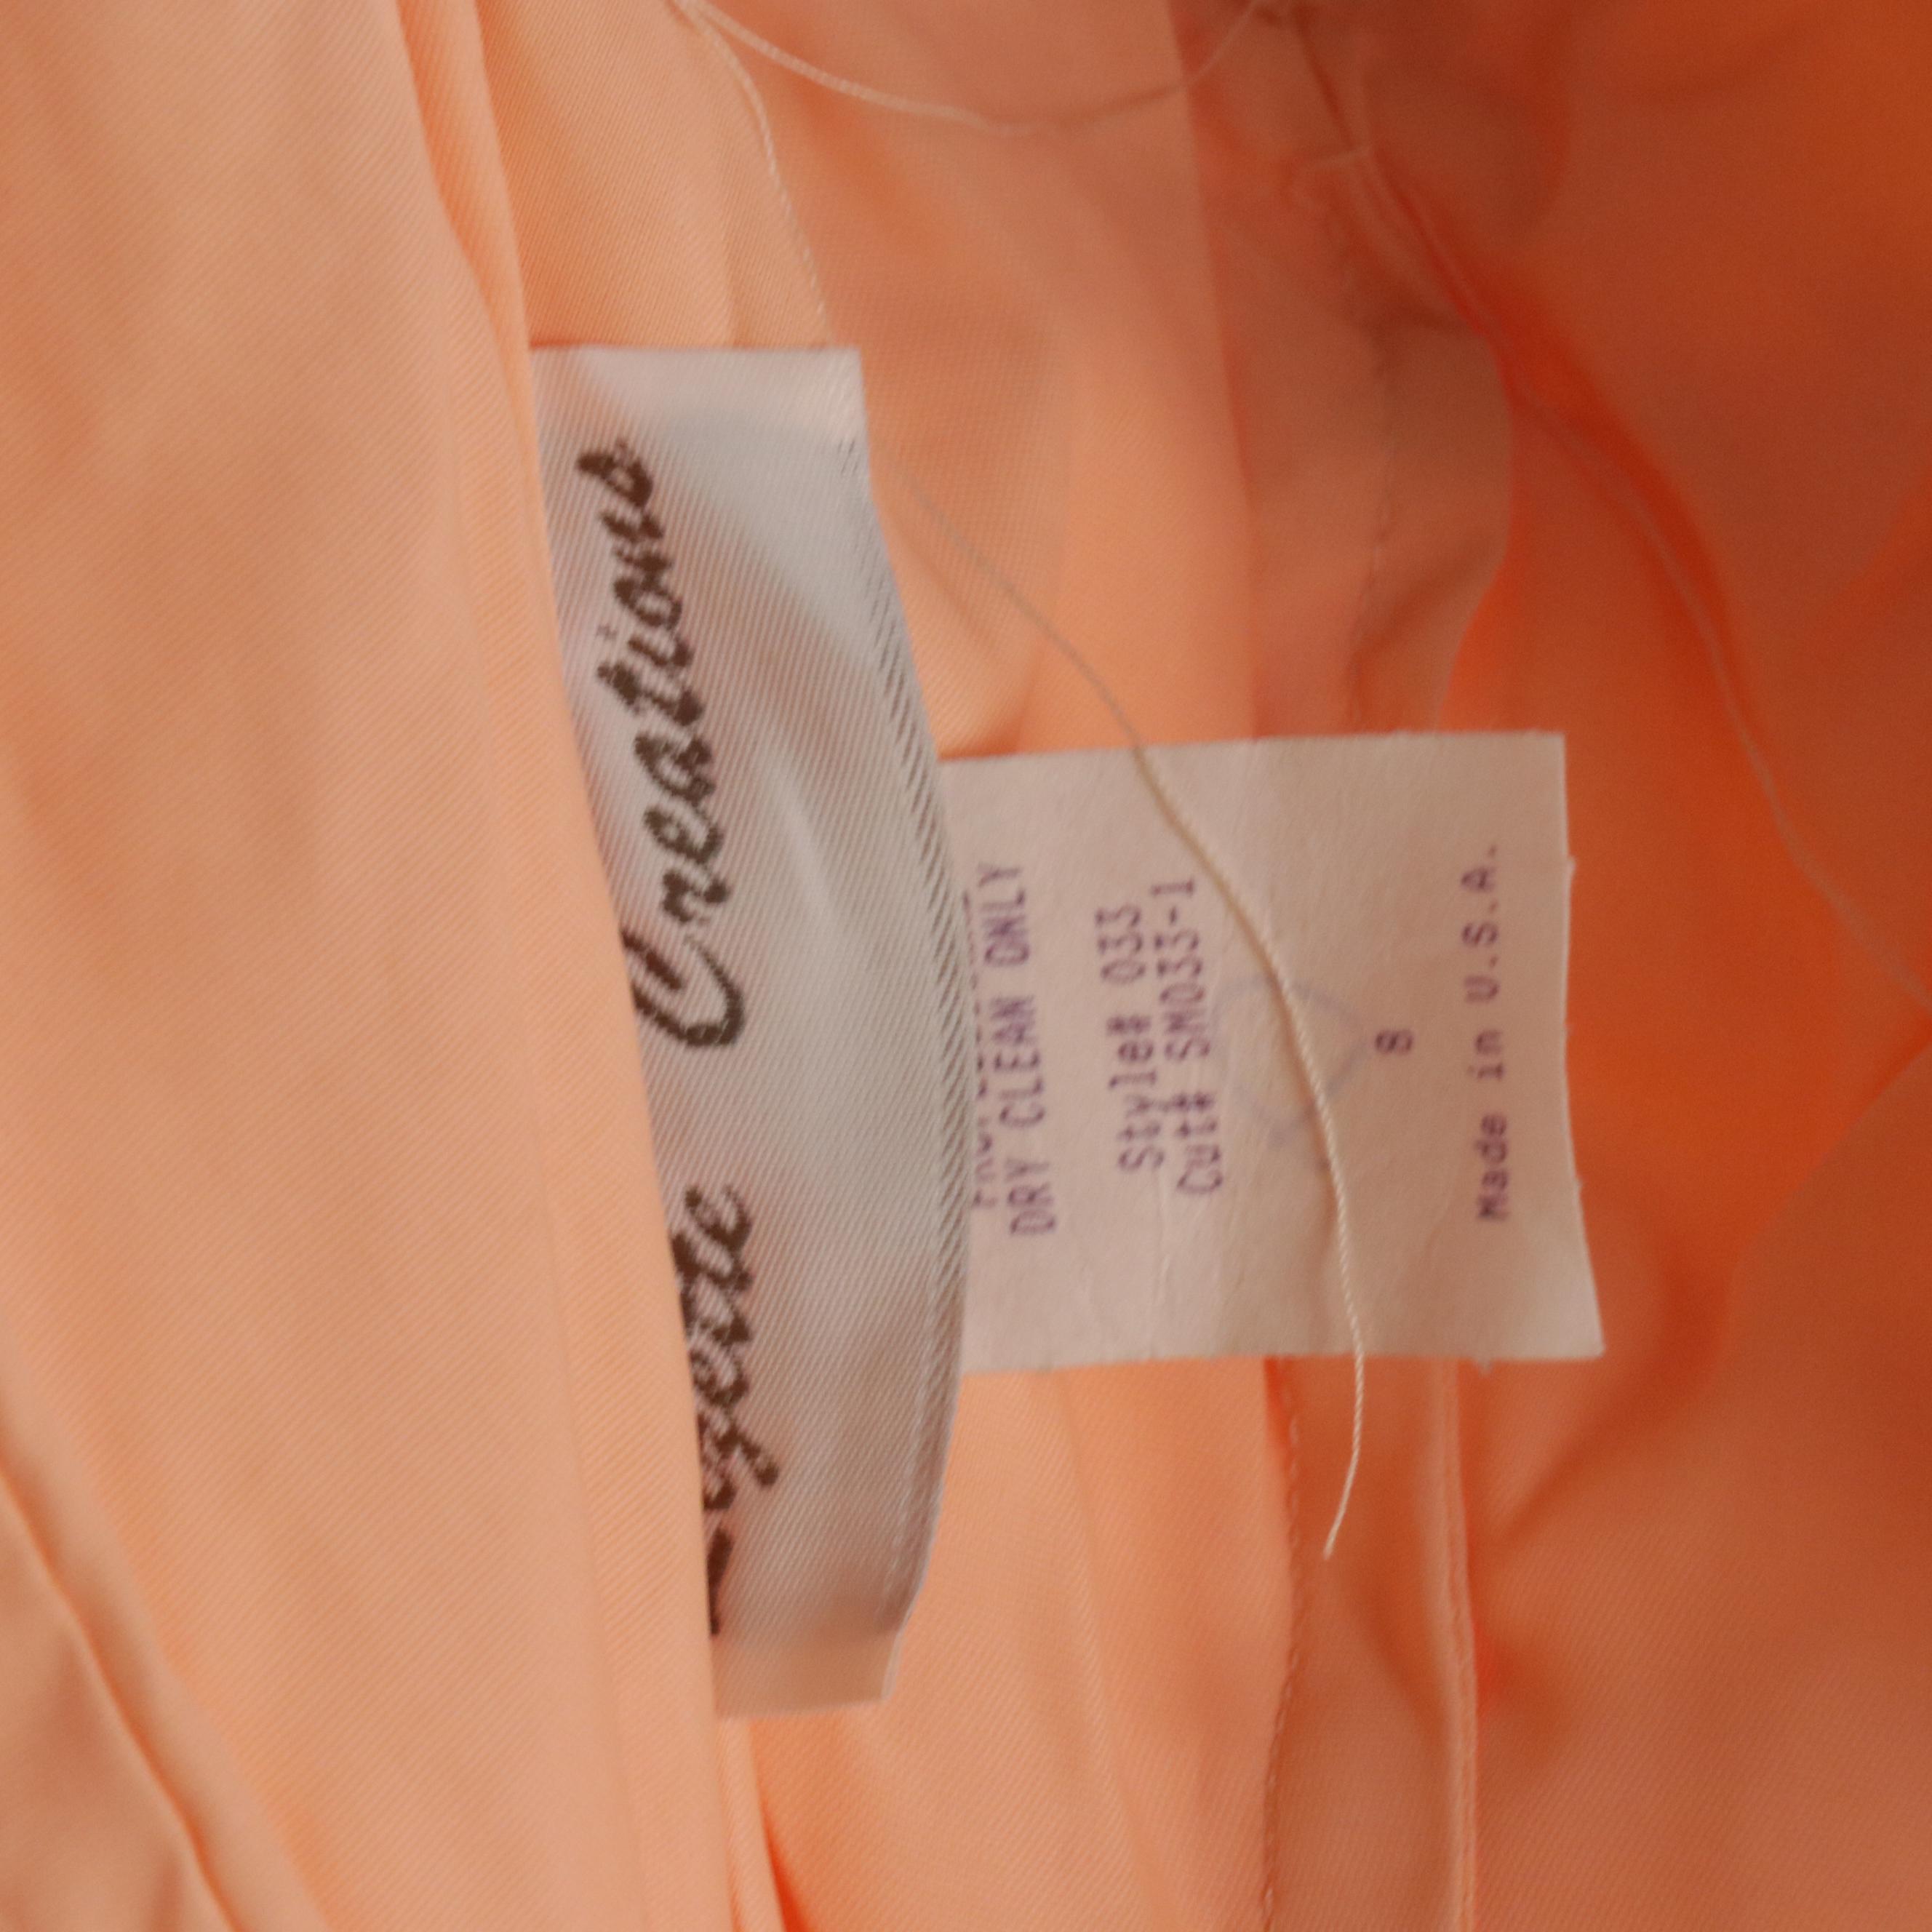 Creations
DRY CLEAN ONLY
Style# 033
Cut# SM033-1
8
Made in U.S.A.